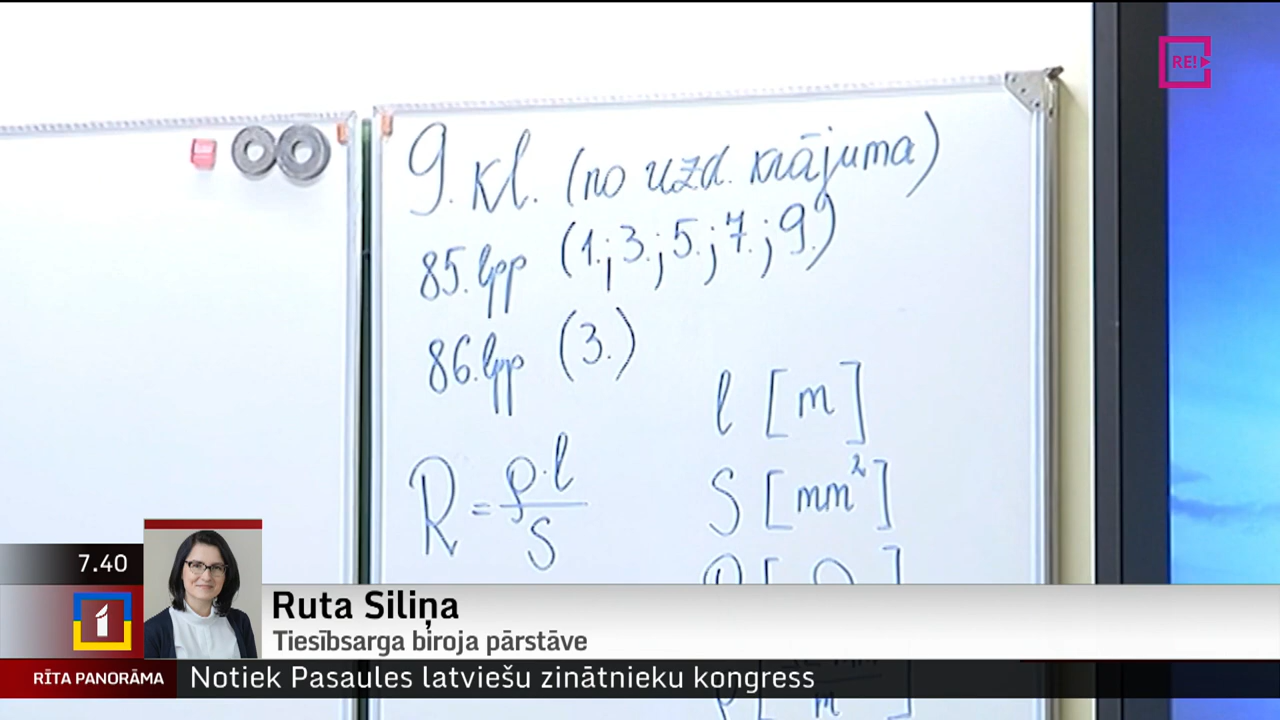 RE!
9. kl. (no uzd. krājuma)
85. lpp (1.; 3.; 5.; 7.; 9.)
86. lpp (3.)
l [m]
S [mm²]
R = ρ·l / S
7.40
1
Ruta Siliņa
Tiesībsarga biroja pārstāve
RĪTA PANORĀMA
Notiek Pasaules latviešu zinātnieku kongress